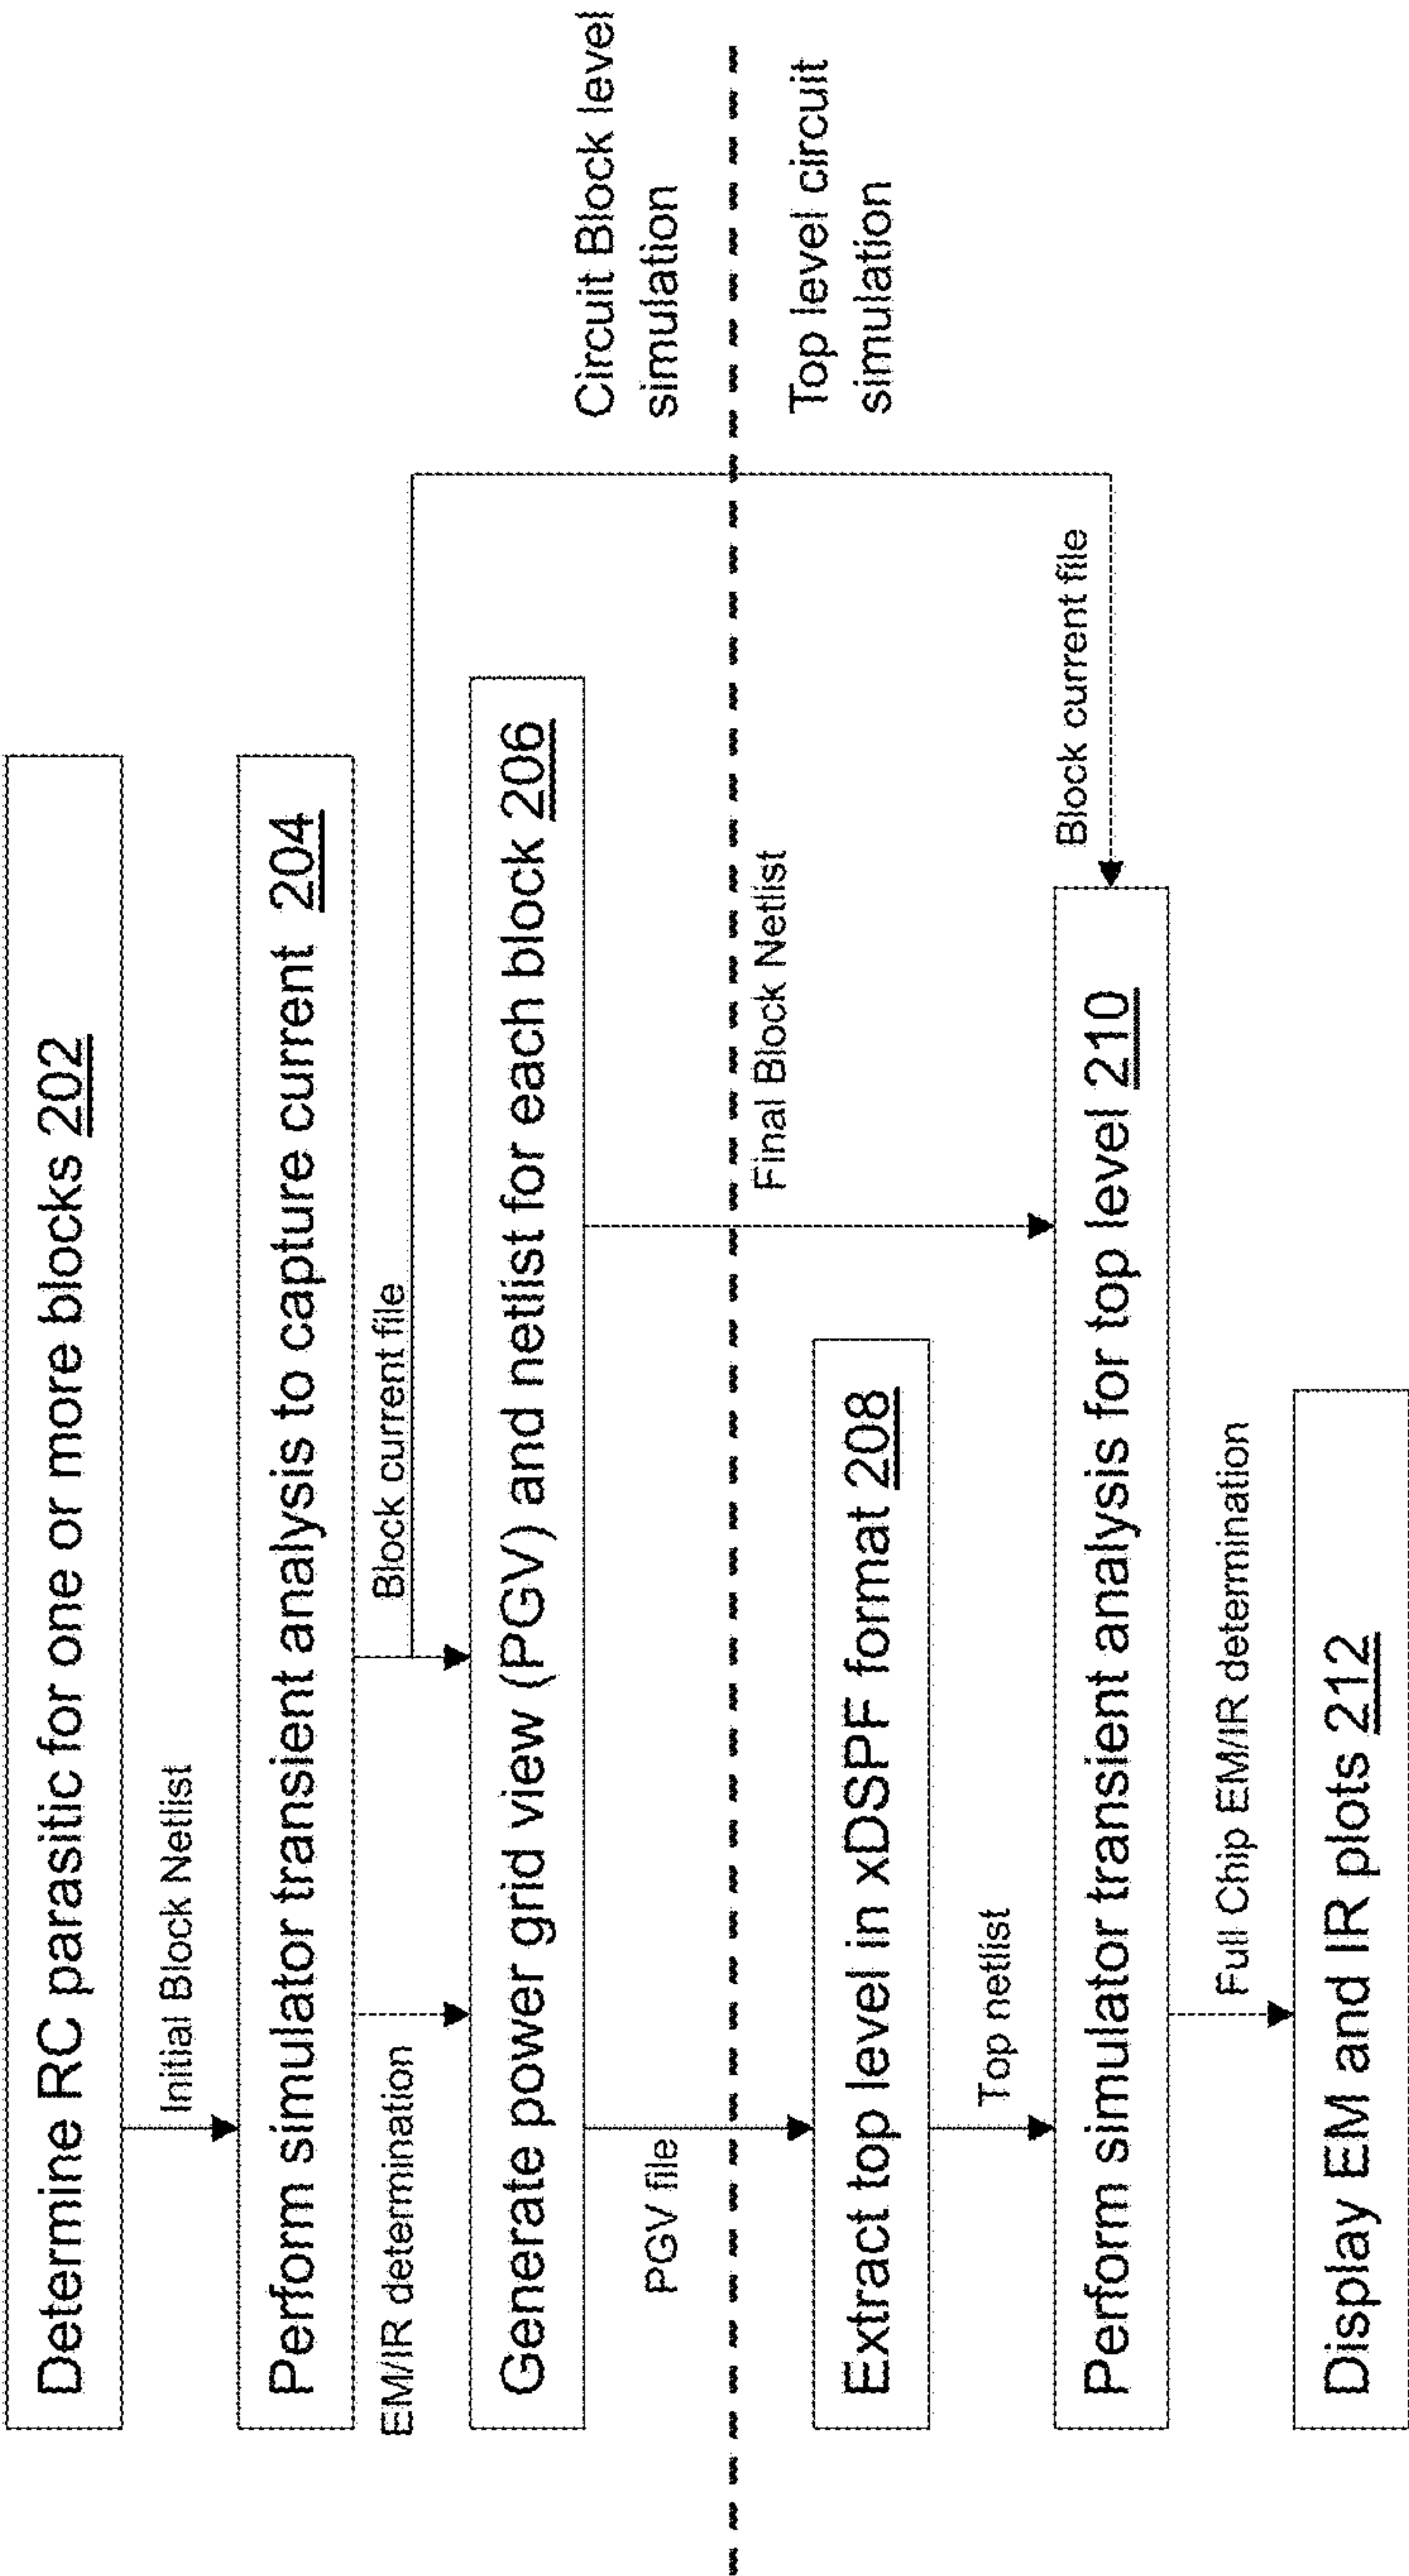 Determine RC parasitic for one or more blocks 202
Initial Block Netlist
Perform simulator transient analysis to capture current 204
EM/IR determination
Block current file
Generate power grid view (PGV) and netlist for each block 206
Circuit Block level
simulation
PGV file
Final Block Netlist
Top level circuit
simulation
Extract top level in xDSPF format 208
Top netlist
Block current file
Perform simulator transient analysis for top level 210
Full Chip EM/IR determination
Display EM and IR plots 212